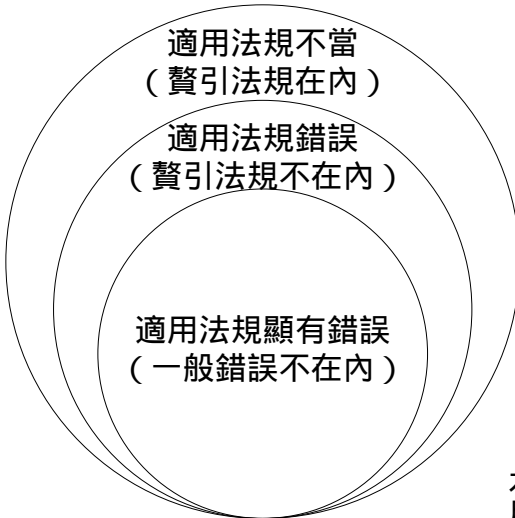 適用法規不當
（贅引法規在內）
適用法規錯誤
（贅引法規不在內）
適用法規顯有錯誤
（一般錯誤不在內）